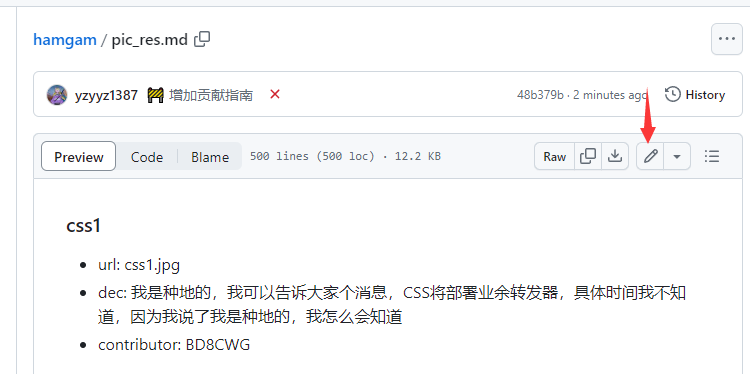 hamgam / pic_res.md
...
yzyyz1387 🚧 增加贡献指南 48b379b · 2 minutes ago History
Preview Code Blame 500 lines (500 loc) · 12.2 KB Raw
css1
url: css1.jpg
dec: 我是种地的，我可以告诉大家个消息，CSS将部署业余转发器，具体时间我不知
道，因为我说了我是种地的，我怎么会知道
contributor: BD8CWG